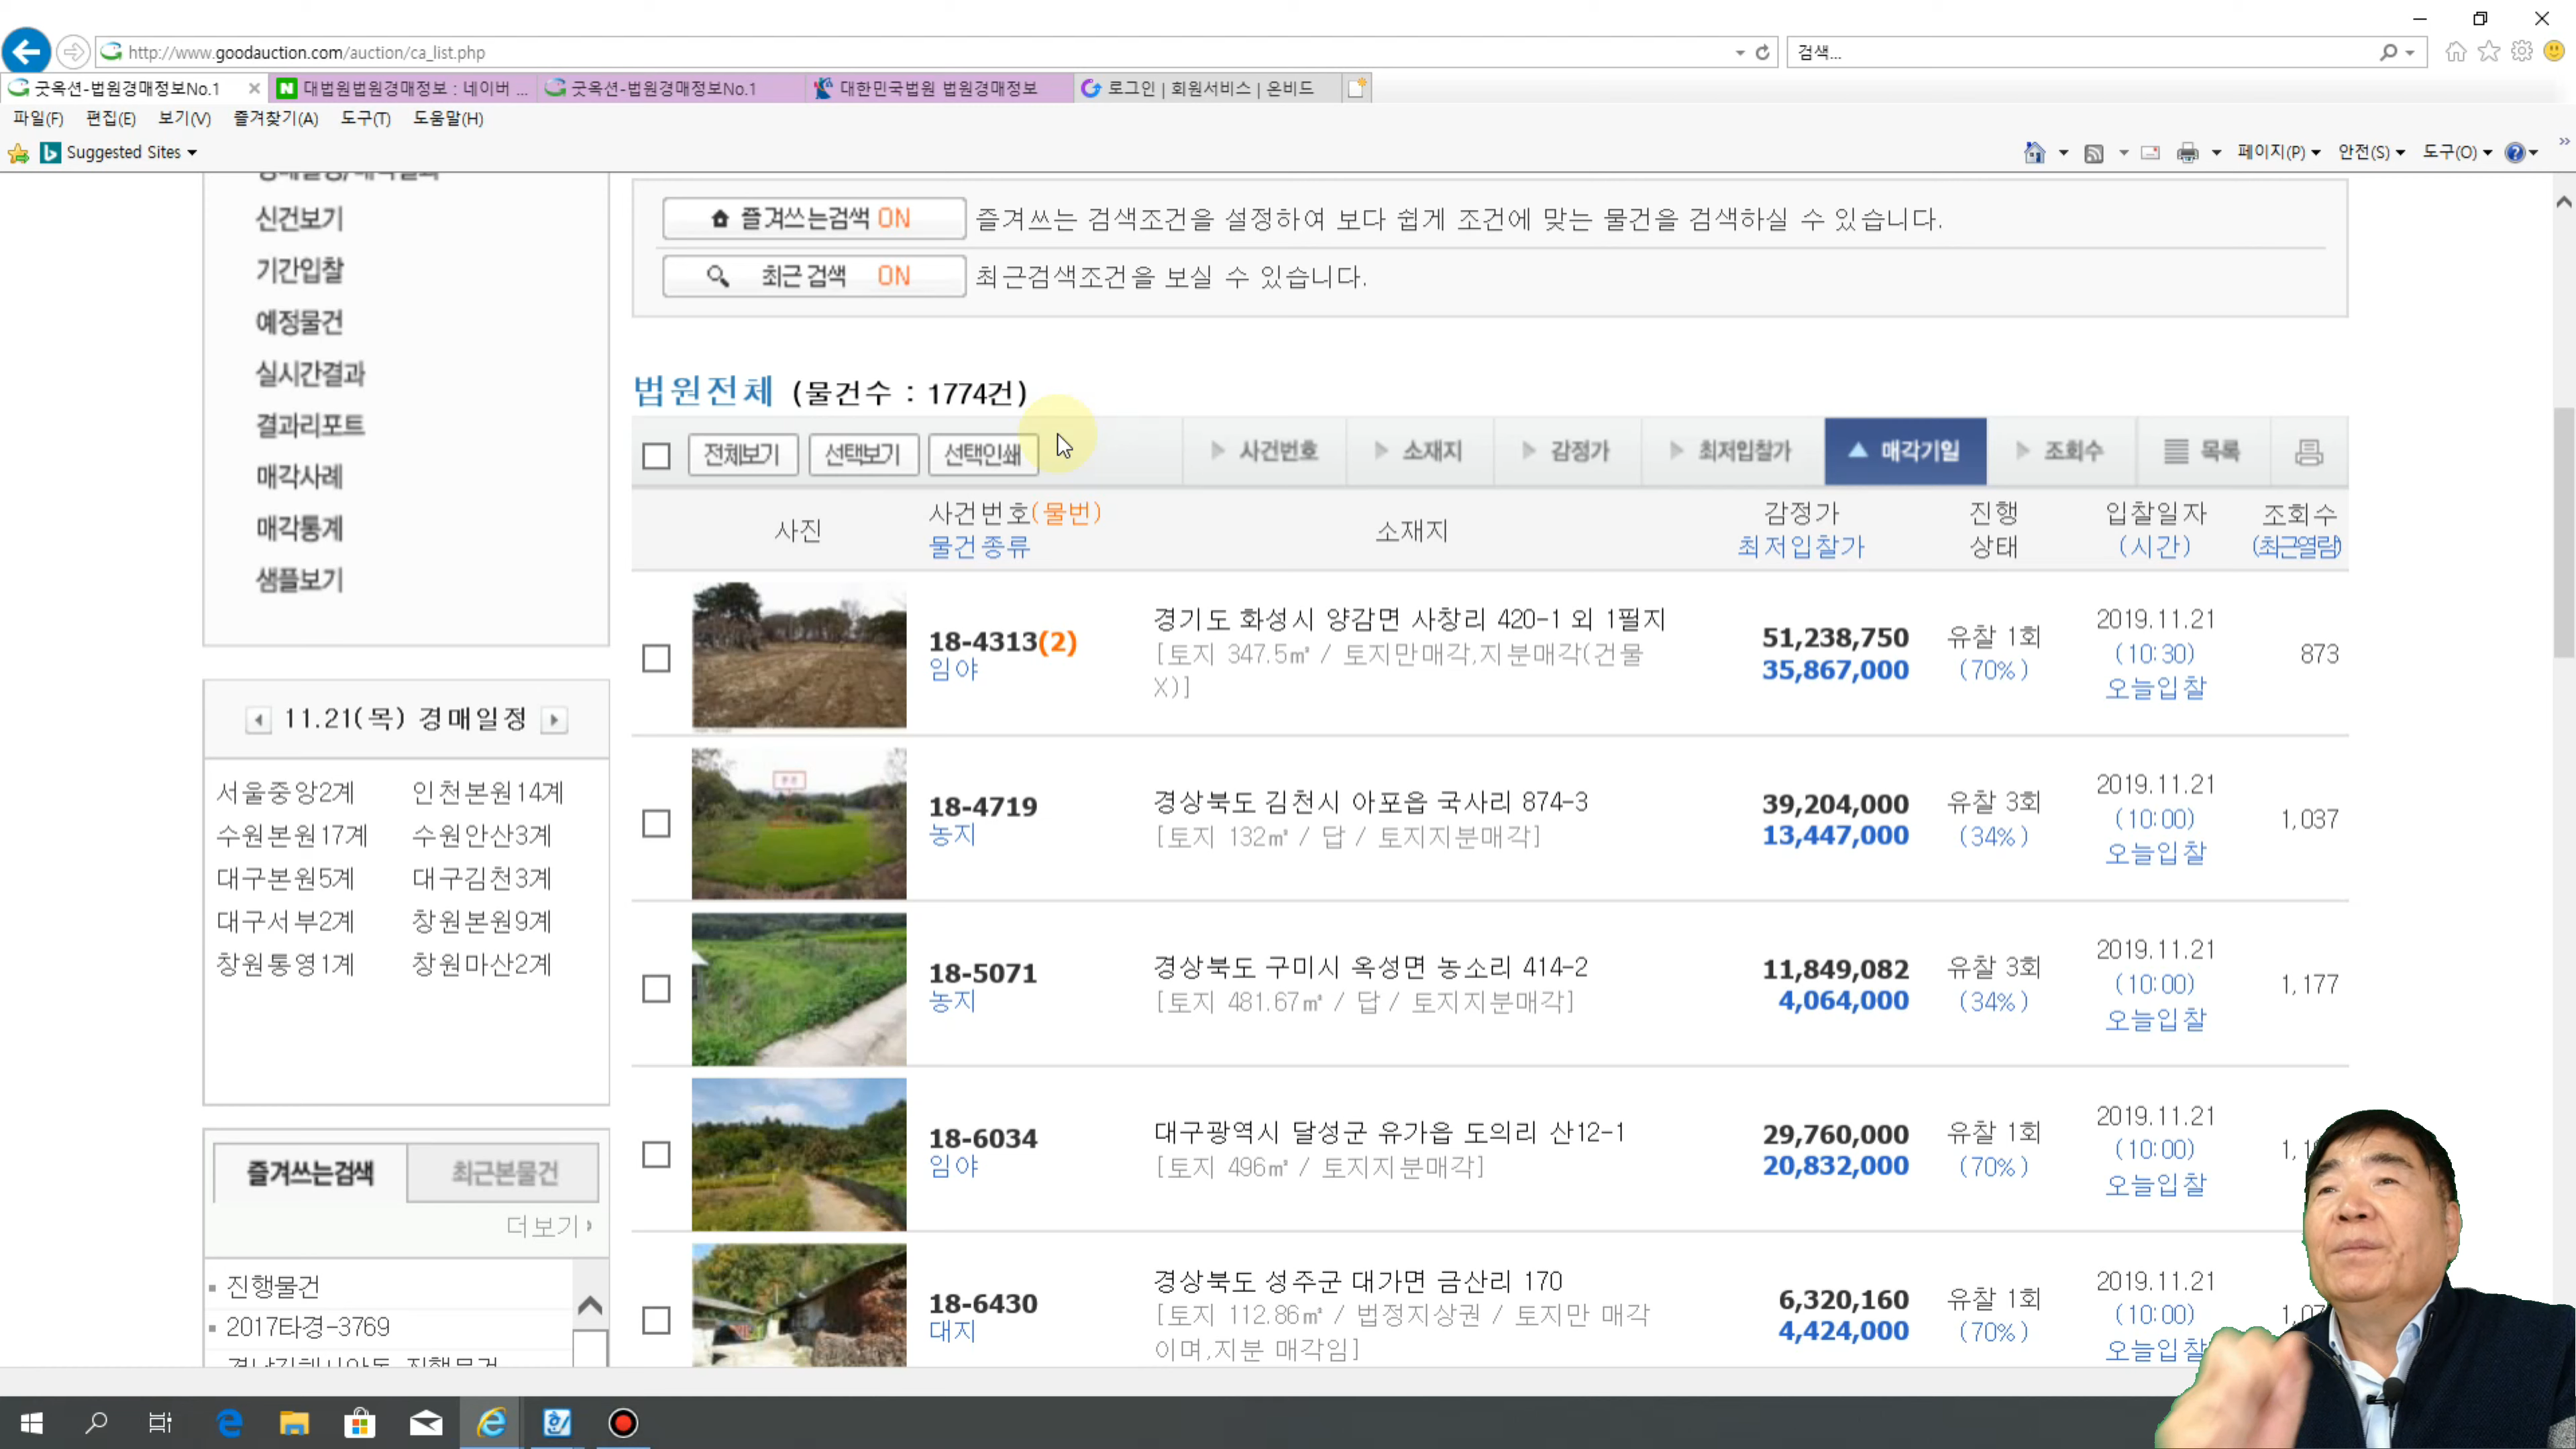 http://www.goodauction.com/auction/ca_list.php
검색...
굿옥션-법원경매정보No.1
대법원법원경매정보 : 네이버 ...
굿옥션-법원경매정보No.1
대한민국법원 법원경매정보
로그인 | 회원서비스 | 온비드
파일(F) 편집(E) 보기(V) 즐겨찾기(A) 도구(T) 도움말(H)
Suggested Sites
페이지(P) 안전(S) 도구(O)
신건보기
기간입찰
예정물건
실시간결과
결과리포트
매각사례
매각통계
샘플보기
11.21(목) 경매일정
서울중앙2계 인천본원14계
수원본원17계 수원안산3계
대구본원5계 대구김천3계
대구서부2계 창원본원9계
창원통영1계 창원마산2계
즐겨쓰는검색 최근본물건
더보기
진행물건
2017타경-3769
즐겨쓰는검색 ON 즐겨쓰는 검색조건을 설정하여 보다 쉽게 조건에 맞는 물건을 검색하실 수 있습니다.
최근검색 ON 최근검색조건을 보실 수 있습니다.
법원전체 (물건수 : 1774건)
전체보기 선택보기 선택인쇄 사건번호 소재지 감정가 최저입찰가 매각기일 조회수 목록
사진 사건번호(물번) 소재지 감정가 진행 입찰일자 조회수
물건종류 최저입찰가 상태 (시간) (최근열람)
18-4313(2) 경기도 화성시 양감면 사창리 420-1 외 1필지 51,238,750 유찰 1회 2019.11.21
임야 [토지 347.5㎡ / 토지만매각,지분매각(건물 35,867,000 (70%) (10:30) 873
X)] 오늘입찰
18-4719 경상북도 김천시 아포읍 국사리 874-3 39,204,000 유찰 3회 2019.11.21
농지 [토지 132㎡ / 답 / 토지지분매각] 13,447,000 (34%) (10:00) 1,037
오늘입찰
18-5071 경상북도 구미시 옥성면 농소리 414-2 11,849,082 유찰 3회 2019.11.21
농지 [토지 481.67㎡ / 답 / 토지지분매각] 4,064,000 (34%) (10:00) 1,177
오늘입찰
18-6034 대구광역시 달성군 유가읍 도의리 산12-1 29,760,000 유찰 1회 2019.11.21
임야 [토지 496㎡ / 토지지분매각] 20,832,000 (70%) (10:00)
오늘입찰
18-6430 경상북도 성주군 대가면 금산리 170 6,320,160 유찰 1회 2019.11.21
대지 [토지 112.86㎡ / 법정지상권 / 토지만 매각 4,424,000 (70%) (10:00)
이며,지분 매각임] 오늘입찰